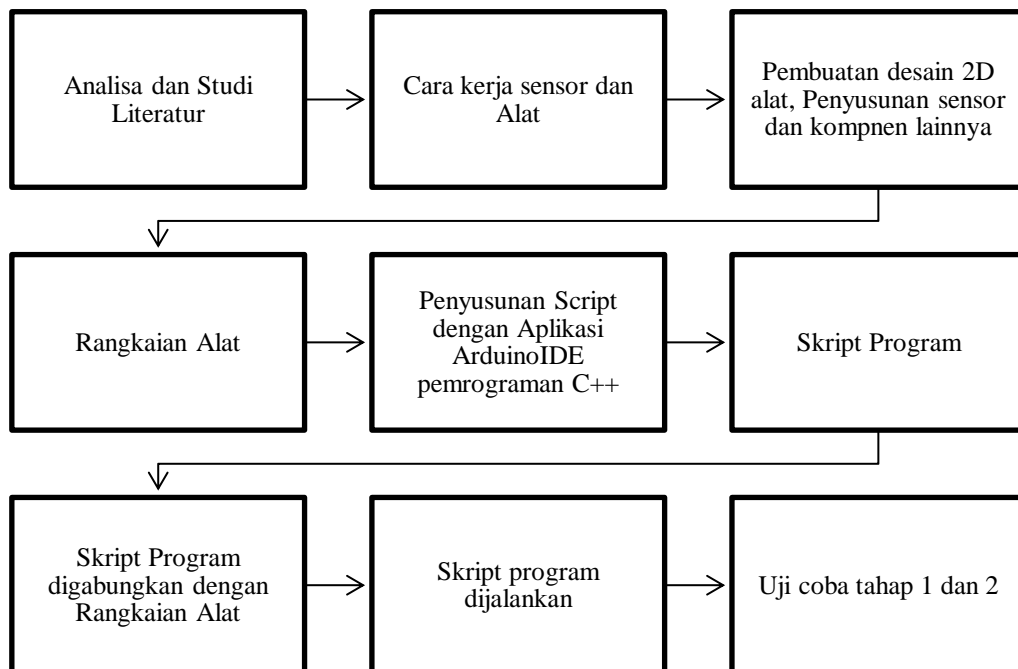 Analisa dan Studi
Literatur
Cara kerja sensor dan
Alat
Pembuatan desain 2D
alat, Penyusunan sensor
dan kompnen lainnya
Rangkaian Alat
Penyusunan Script
dengan Aplikasi
ArduinoIDE
pemrograman C++
Skript Program
Skript Program
digabungkan dengan
Rangkaian Alat
Skript program
dijalankan
Uji coba tahap 1 dan 2